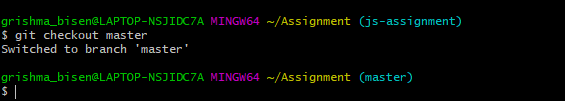 grishma_bisen@LAPTOP-NSJIDC7A MINGW64 ~/Assignment (js-assignment)
$ git checkout master
Switched to branch 'master'
grishma_bisen@LAPTOP-NSJIDC7A MINGW64 ~/Assignment (master)
$